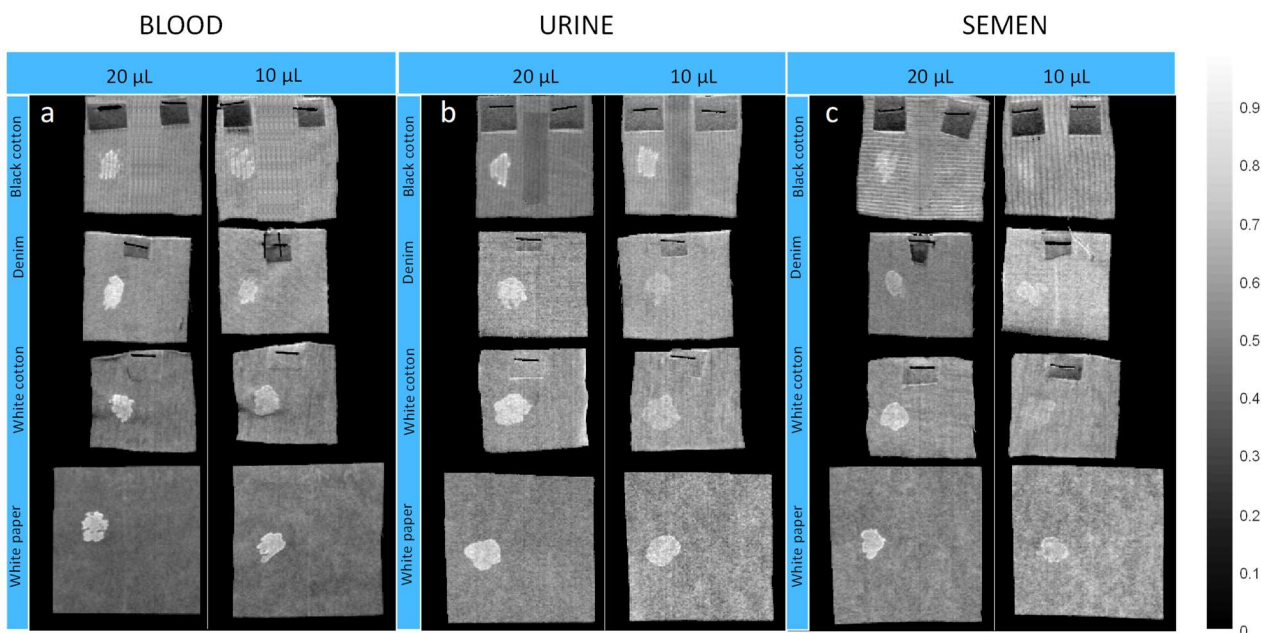 BLOOD URINE SEMEN
20 µL 10 µL 20 µL 10 µL 20 µL 10 µL
a b c
Black cotton Black cotton Black cotton
Denim Denim Denim
White cotton White cotton White cotton
White paper White paper White paper
0.9
0.8
0.7
0.6
0.5
0.4
0.3
0.2
0.1
0